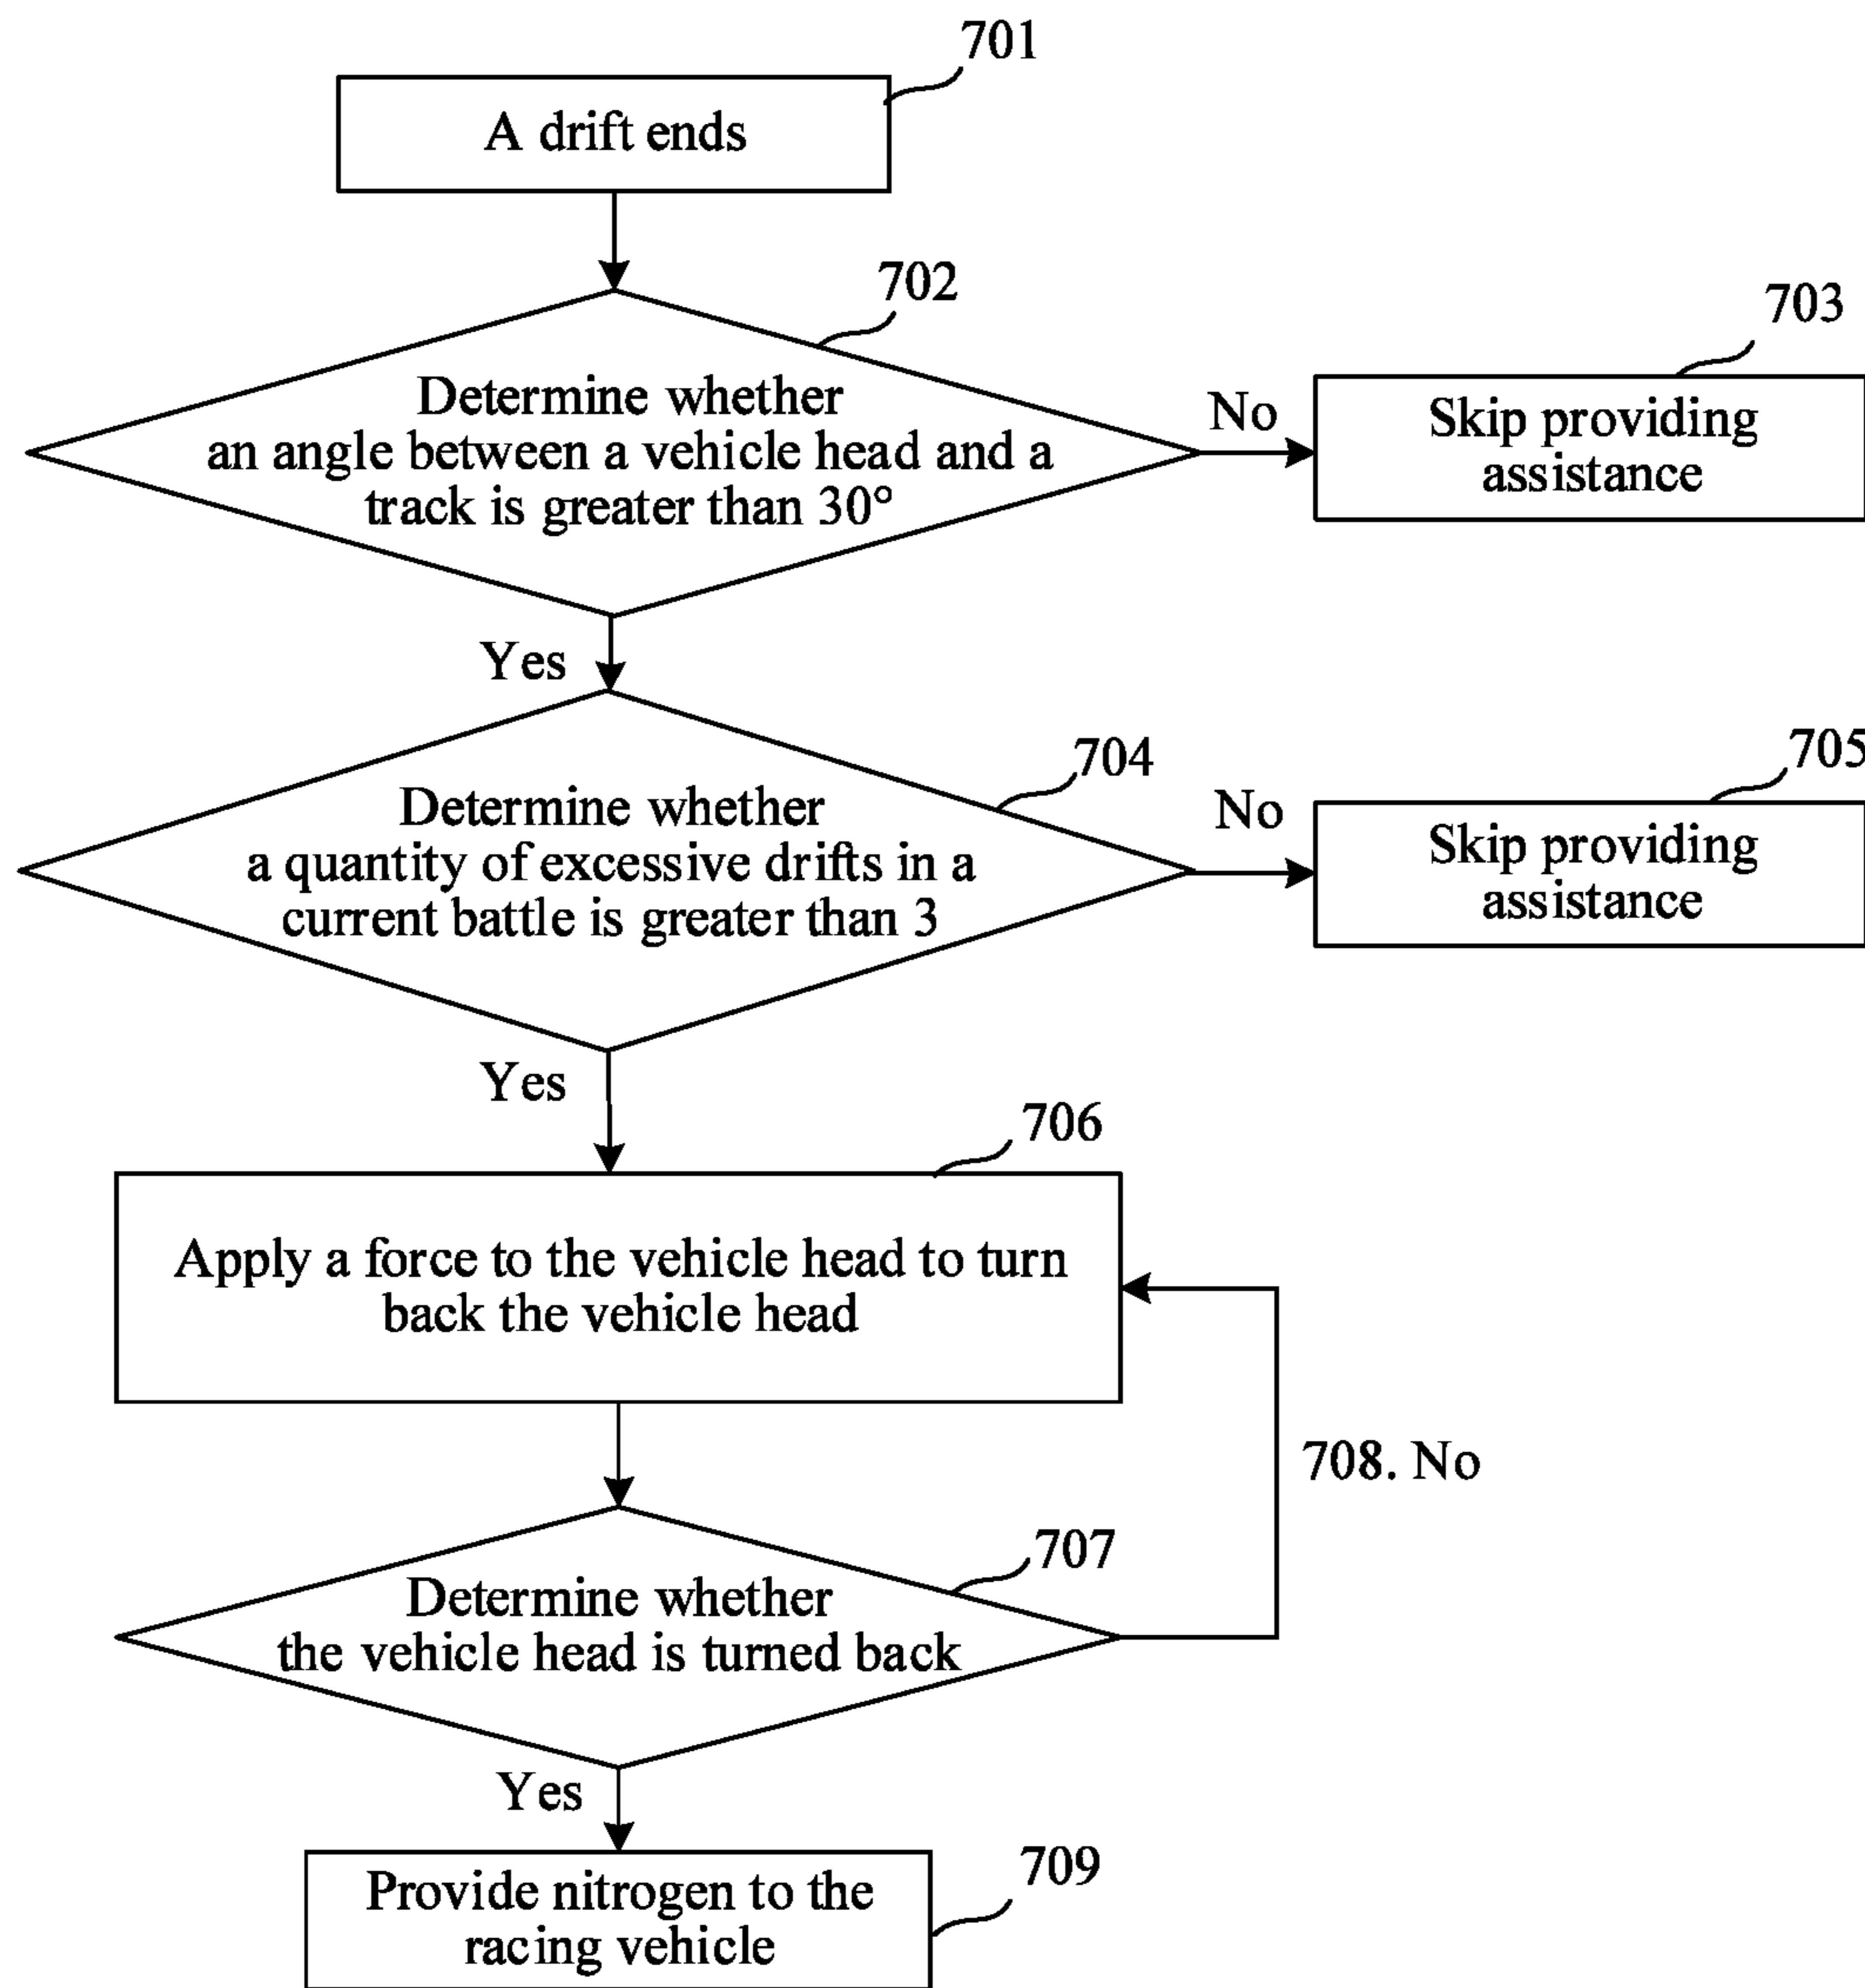 701
A drift ends
702
Determine whether
an angle between a vehicle head and a
track is greater than 30°
No
703
Skip providing
assistance
Yes
704
Determine whether
a quantity of excessive drifts in a
current battle is greater than 3
No
705
Skip providing
assistance
Yes
706
Apply a force to the vehicle head to turn
back the vehicle head
708. No
707
Determine whether
the vehicle head is turned back
Yes
709
Provide nitrogen to the
racing vehicle